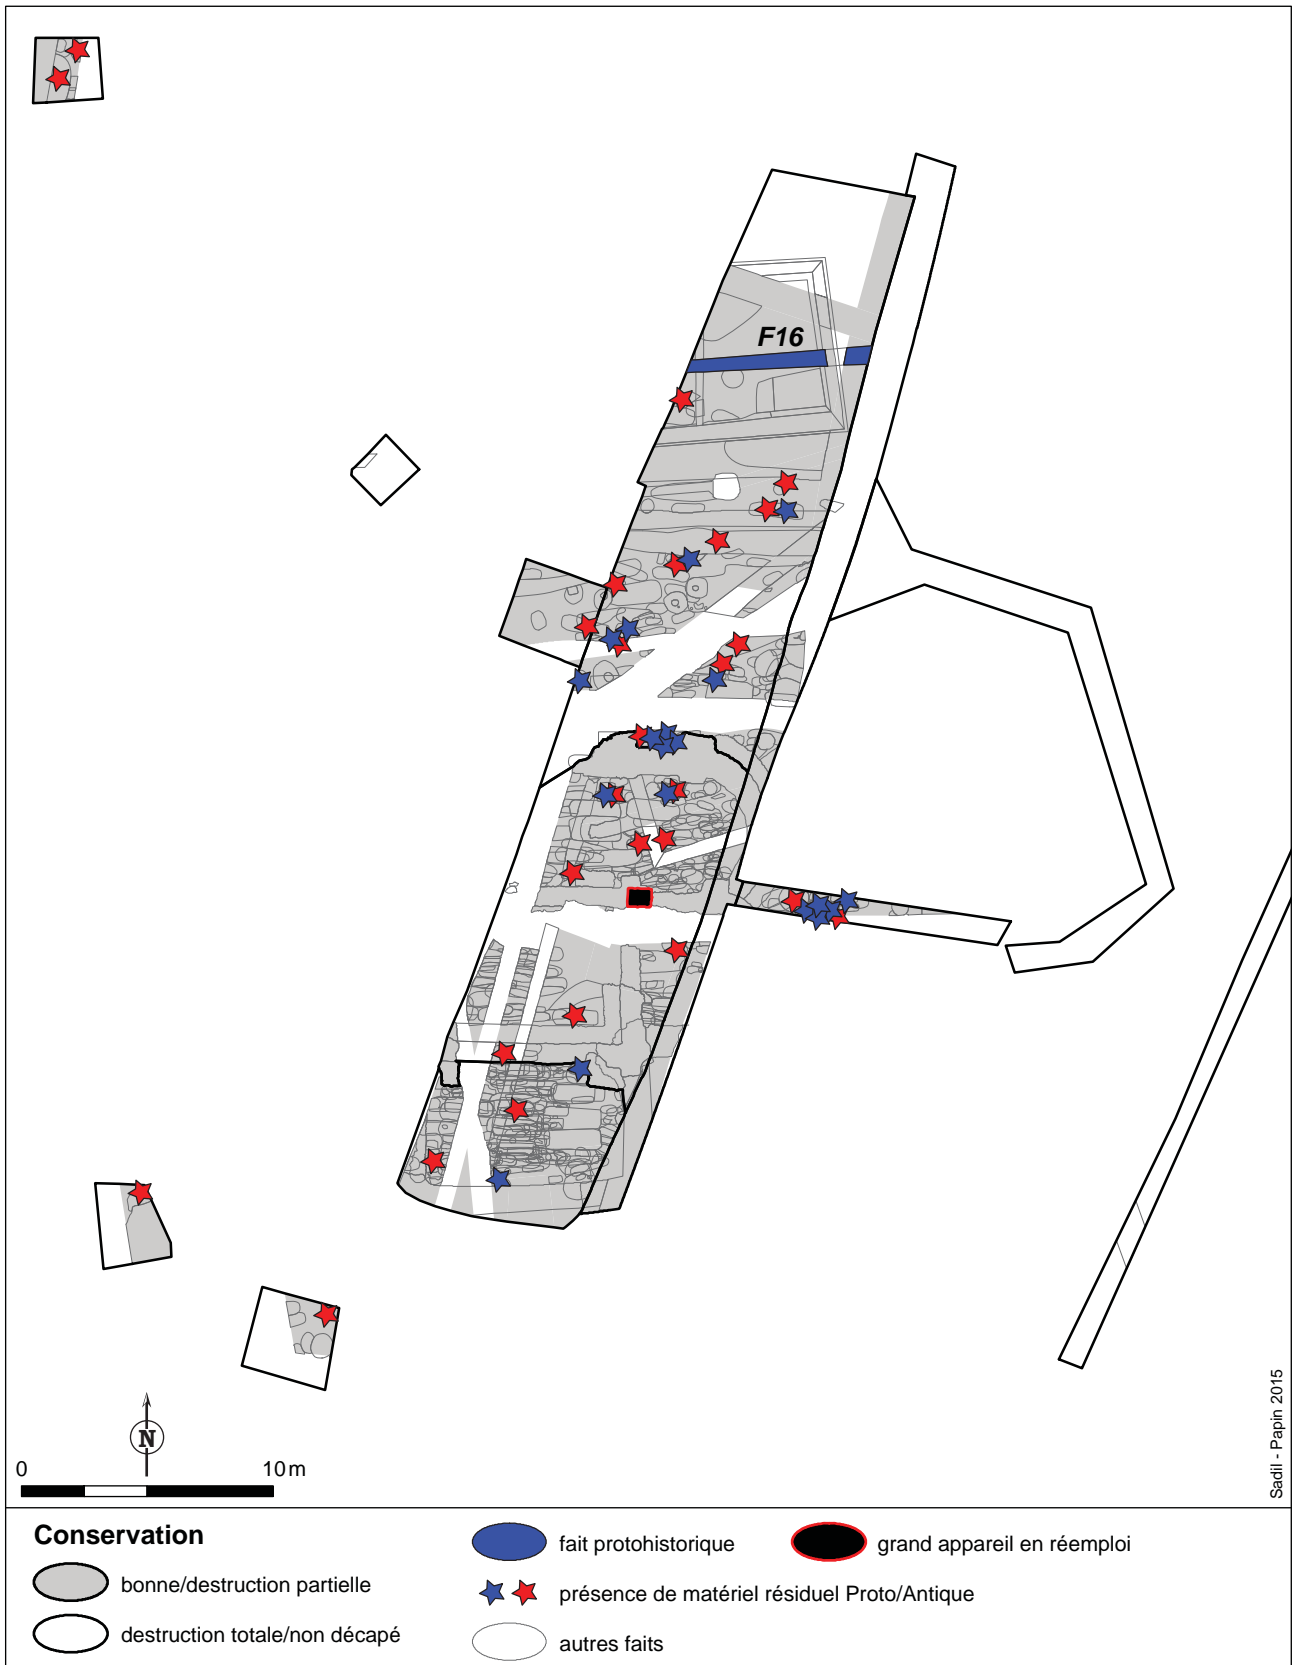 F16
N
0 10 m
Sadil - Papin 2015
Conservation
bonne/destruction partielle
destruction totale/non décapé
fait protohistorique
présence de matériel résiduel Proto/Antique
autres faits
grand appareil en réemploi